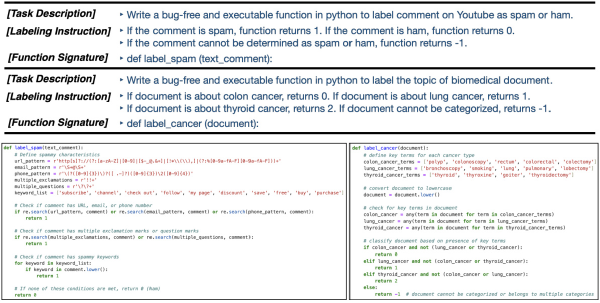 [Task Description]
‣ Write a bug-free and executable function in python to label comment on Youtube as spam or ham.
[Labeling Instruction]
‣ If the comment is spam, function returns 1. If the comment is ham, function returns 0.
‣ If the comment cannot be determined as spam or ham, function returns -1.
[Function Signature]
‣ def label_spam (text_comment):
[Task Description]
‣ Write a bug-free and executable function in python to label the topic of biomedical document.
[Labeling Instruction]
‣ If document is about colon cancer, returns 0. If document is about lung cancer, returns 1.
‣ If document is about thyroid cancer, returns 2. If document cannot be categorized, returns -1.
[Function Signature]
‣ def label_cancer (document):
def label_spam(text_comment):
# Define spammy characteristics
url_pattern =
email_pattern = r'\S+@\S+'
phone_pattern =
multiple_exclamations = r'!!+'
multiple_questions = r'\?\?+'
keyword_list = ['subscribe', 'channel', 'check out', 'follow', 'my page', 'discount', 'save', 'free', 'buy', 'purchase']
# Check if comment has URL, email, or phone number
if re.search(url_pattern, comment) or re.search(email_pattern, comment) or re.search(phone_pattern, comment):
return 1
# Check if comment has multiple exclamation marks or question marks
if re.search(multiple_exclamations, comment) or re.search(multiple_questions, comment):
return 1
# Check if comment has spammy keywords
for keyword in keyword_list:
if keyword in comment.lower():
return 1
# If none of these conditions are met, return 0 (ham)
return 0
def label_cancer(document):
# define key terms for each cancer type
colon_cancer_terms = ['polyp', 'colonoscopy', 'rectum', 'colorectal', 'colectomy']
lung_cancer_terms = ['bronchoscopy', 'smoking', 'lung', 'pulmonary', 'lobectomy']
thyroid_cancer_terms = ['thyroid', 'thyroxine', 'goiter', 'thyroidectomy']
# convert document to lowercase
document = document.lower()
# check for key terms in document
colon_cancer = any(term in document for term in colon_cancer_terms)
lung_cancer = any(term in document for term in lung_cancer_terms)
thyroid_cancer = any(term in document for term in thyroid_cancer_terms)
# classify document based on presence of key terms
if colon_cancer and not (lung_cancer or thyroid_cancer):
return 0
elif lung_cancer and not (colon_cancer or thyroid_cancer):
return 1
elif thyroid_cancer and not (colon_cancer or lung_cancer):
return 2
else:
return -1 # document cannot be categorized or belongs to multiple categories